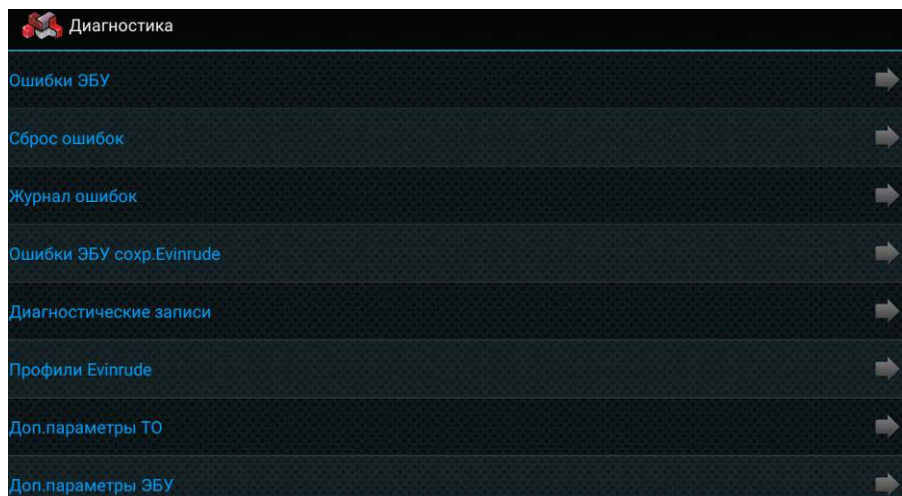 Диагностика
Ошибки ЭБУ
Сброс ошибок
Журнал ошибок
Ошибки ЭБУ сохр.Evinrude
Диагностические записи
Профили Evinrude
Доп.параметры ТО
Доп.параметры ЭБУ